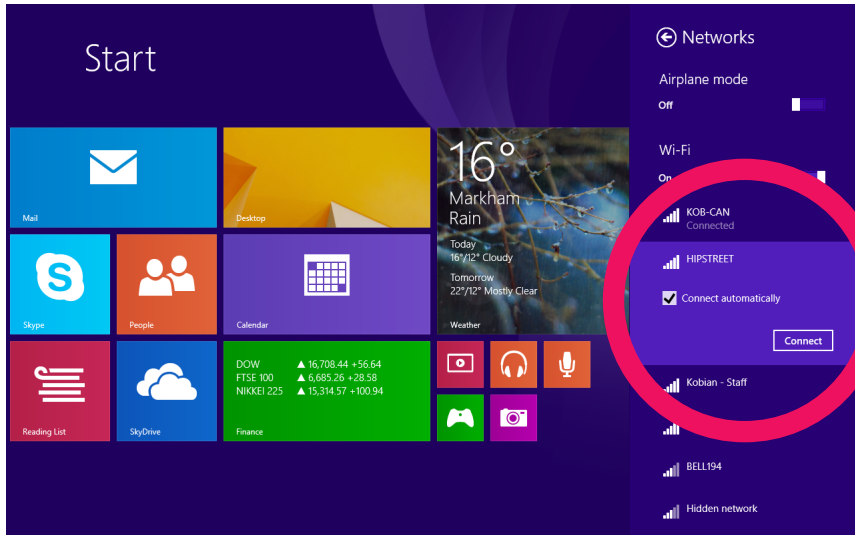 Start
Mail
Desktop
16°
Markham
Rain
Today
16°/12° Cloudy
Tomorrow
22°/12° Mostly Clear
Weather
S
Skype
People
Calendar
DOW ▲ 16,708.44 +56.64
FTSE 100 ▲ 6,685.26 +28.58
NIKKEI 225 ▲ 15,314.57 +100.94
Finance
Reading List
SkyDrive
Networks
Airplane mode
Off
Wi-Fi
On
KOB-CAN
Connected
HIPSTREET
Connect automatically
Connect
Kobian - Staff
BELL194
Hidden network